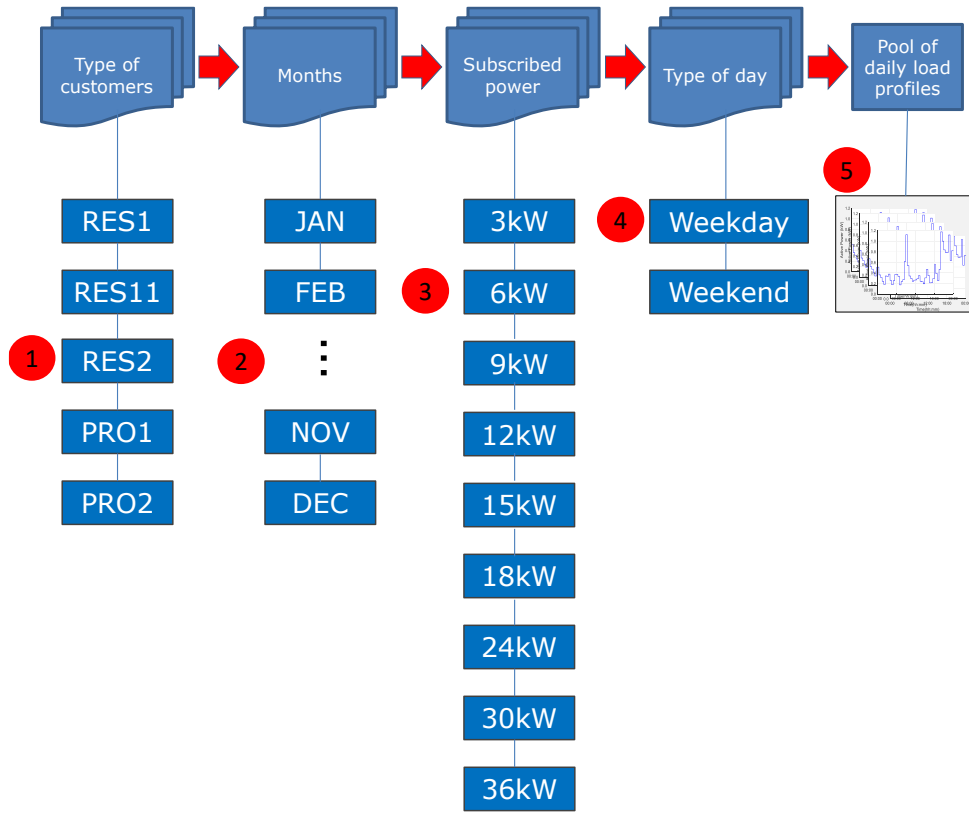 Type of
customers
Months
Subscribed
power
Type of day
Pool of
daily load
profiles
5
RES1
JAN
3kW
4
Weekday
RES11
FEB
3
6kW
Weekend
1
RES2
2
⋮
9kW
PRO1
NOV
12kW
PRO2
DEC
15kW
18kW
24kW
30kW
36kW